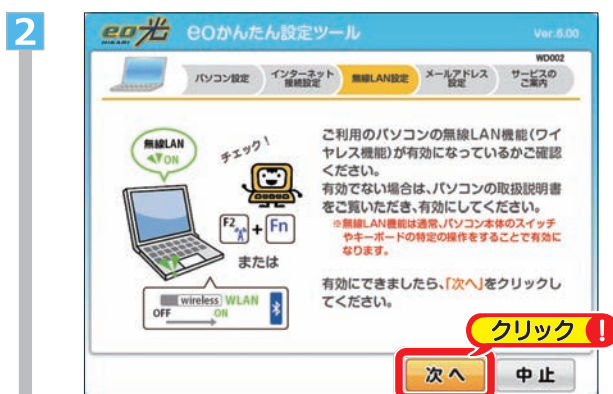 2
eo光
HIKARI
eoかんたん設定ツール
Ver.6.00
WD002
パソコン設定
インターネット
接続設定
無線LAN設定
メールアドレス
設定
サービスの
ご案内
無線LAN
ON
チェック!
F2
+
Fn
または
wireless WLAN
OFF
ON
ご利用のパソコンの無線LAN機能(ワイ
ヤレス機能)が有効になっているかご確認
ください。
有効でない場合は、パソコンの取扱説明書
をご覧いただき、有効にしてください。
※無線LAN機能は通常、パソコン本体のスイッチ
やキーボードの特定の操作をすることで有効に
なります。
有効にできましたら、「次へ」をクリックし
てください。
クリック!
次へ
中止